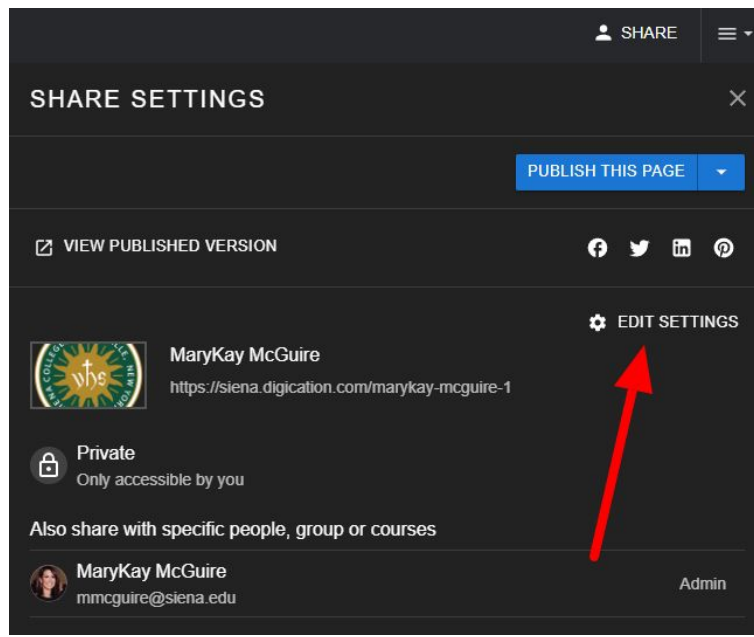 SHARE
SHARE SETTINGS
PUBLISH THIS PAGE
VIEW PUBLISHED VERSION
EDIT SETTINGS
MaryKay McGuire
https://siena.digication.com/marykay-mcguire-1
Private
Only accessible by you
Also share with specific people, group or courses
MaryKay McGuire
mmcguire@siena.edu
Admin